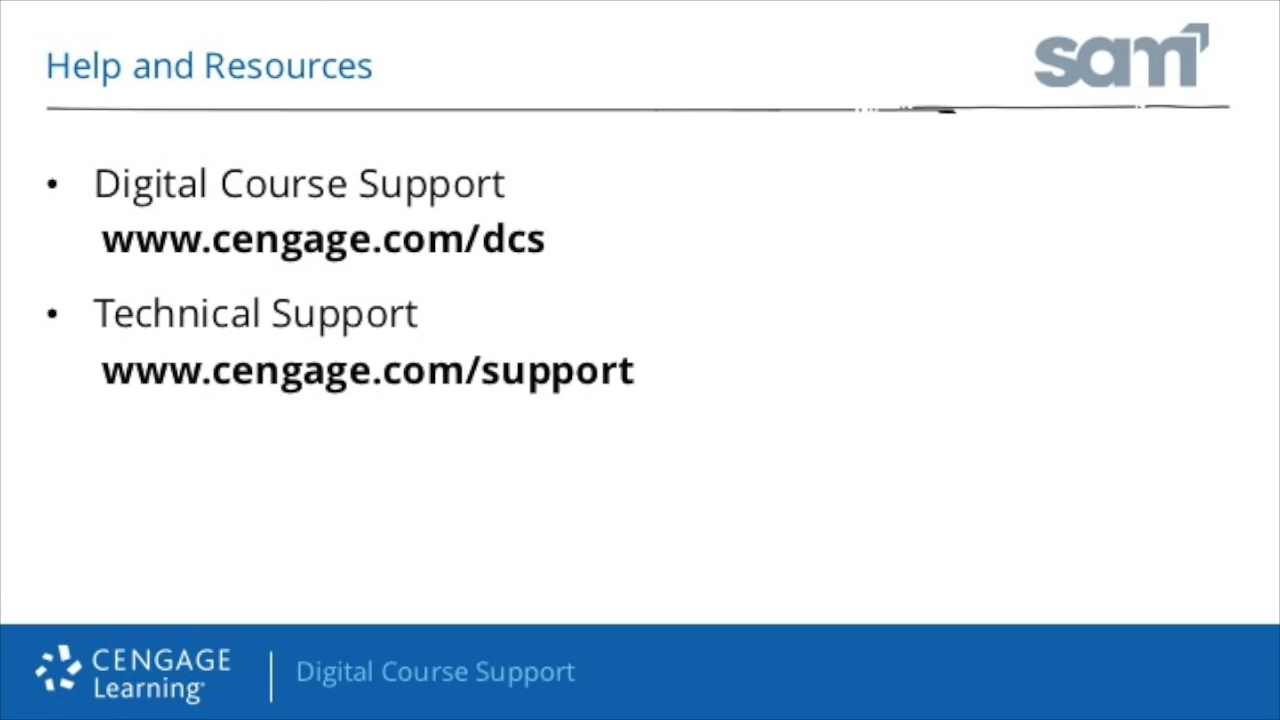 Help and Resources
sam
• Digital Course Support
www.cengage.com/dcs
• Technical Support
www.cengage.com/support
CENGAGE
Learning
Digital Course Support